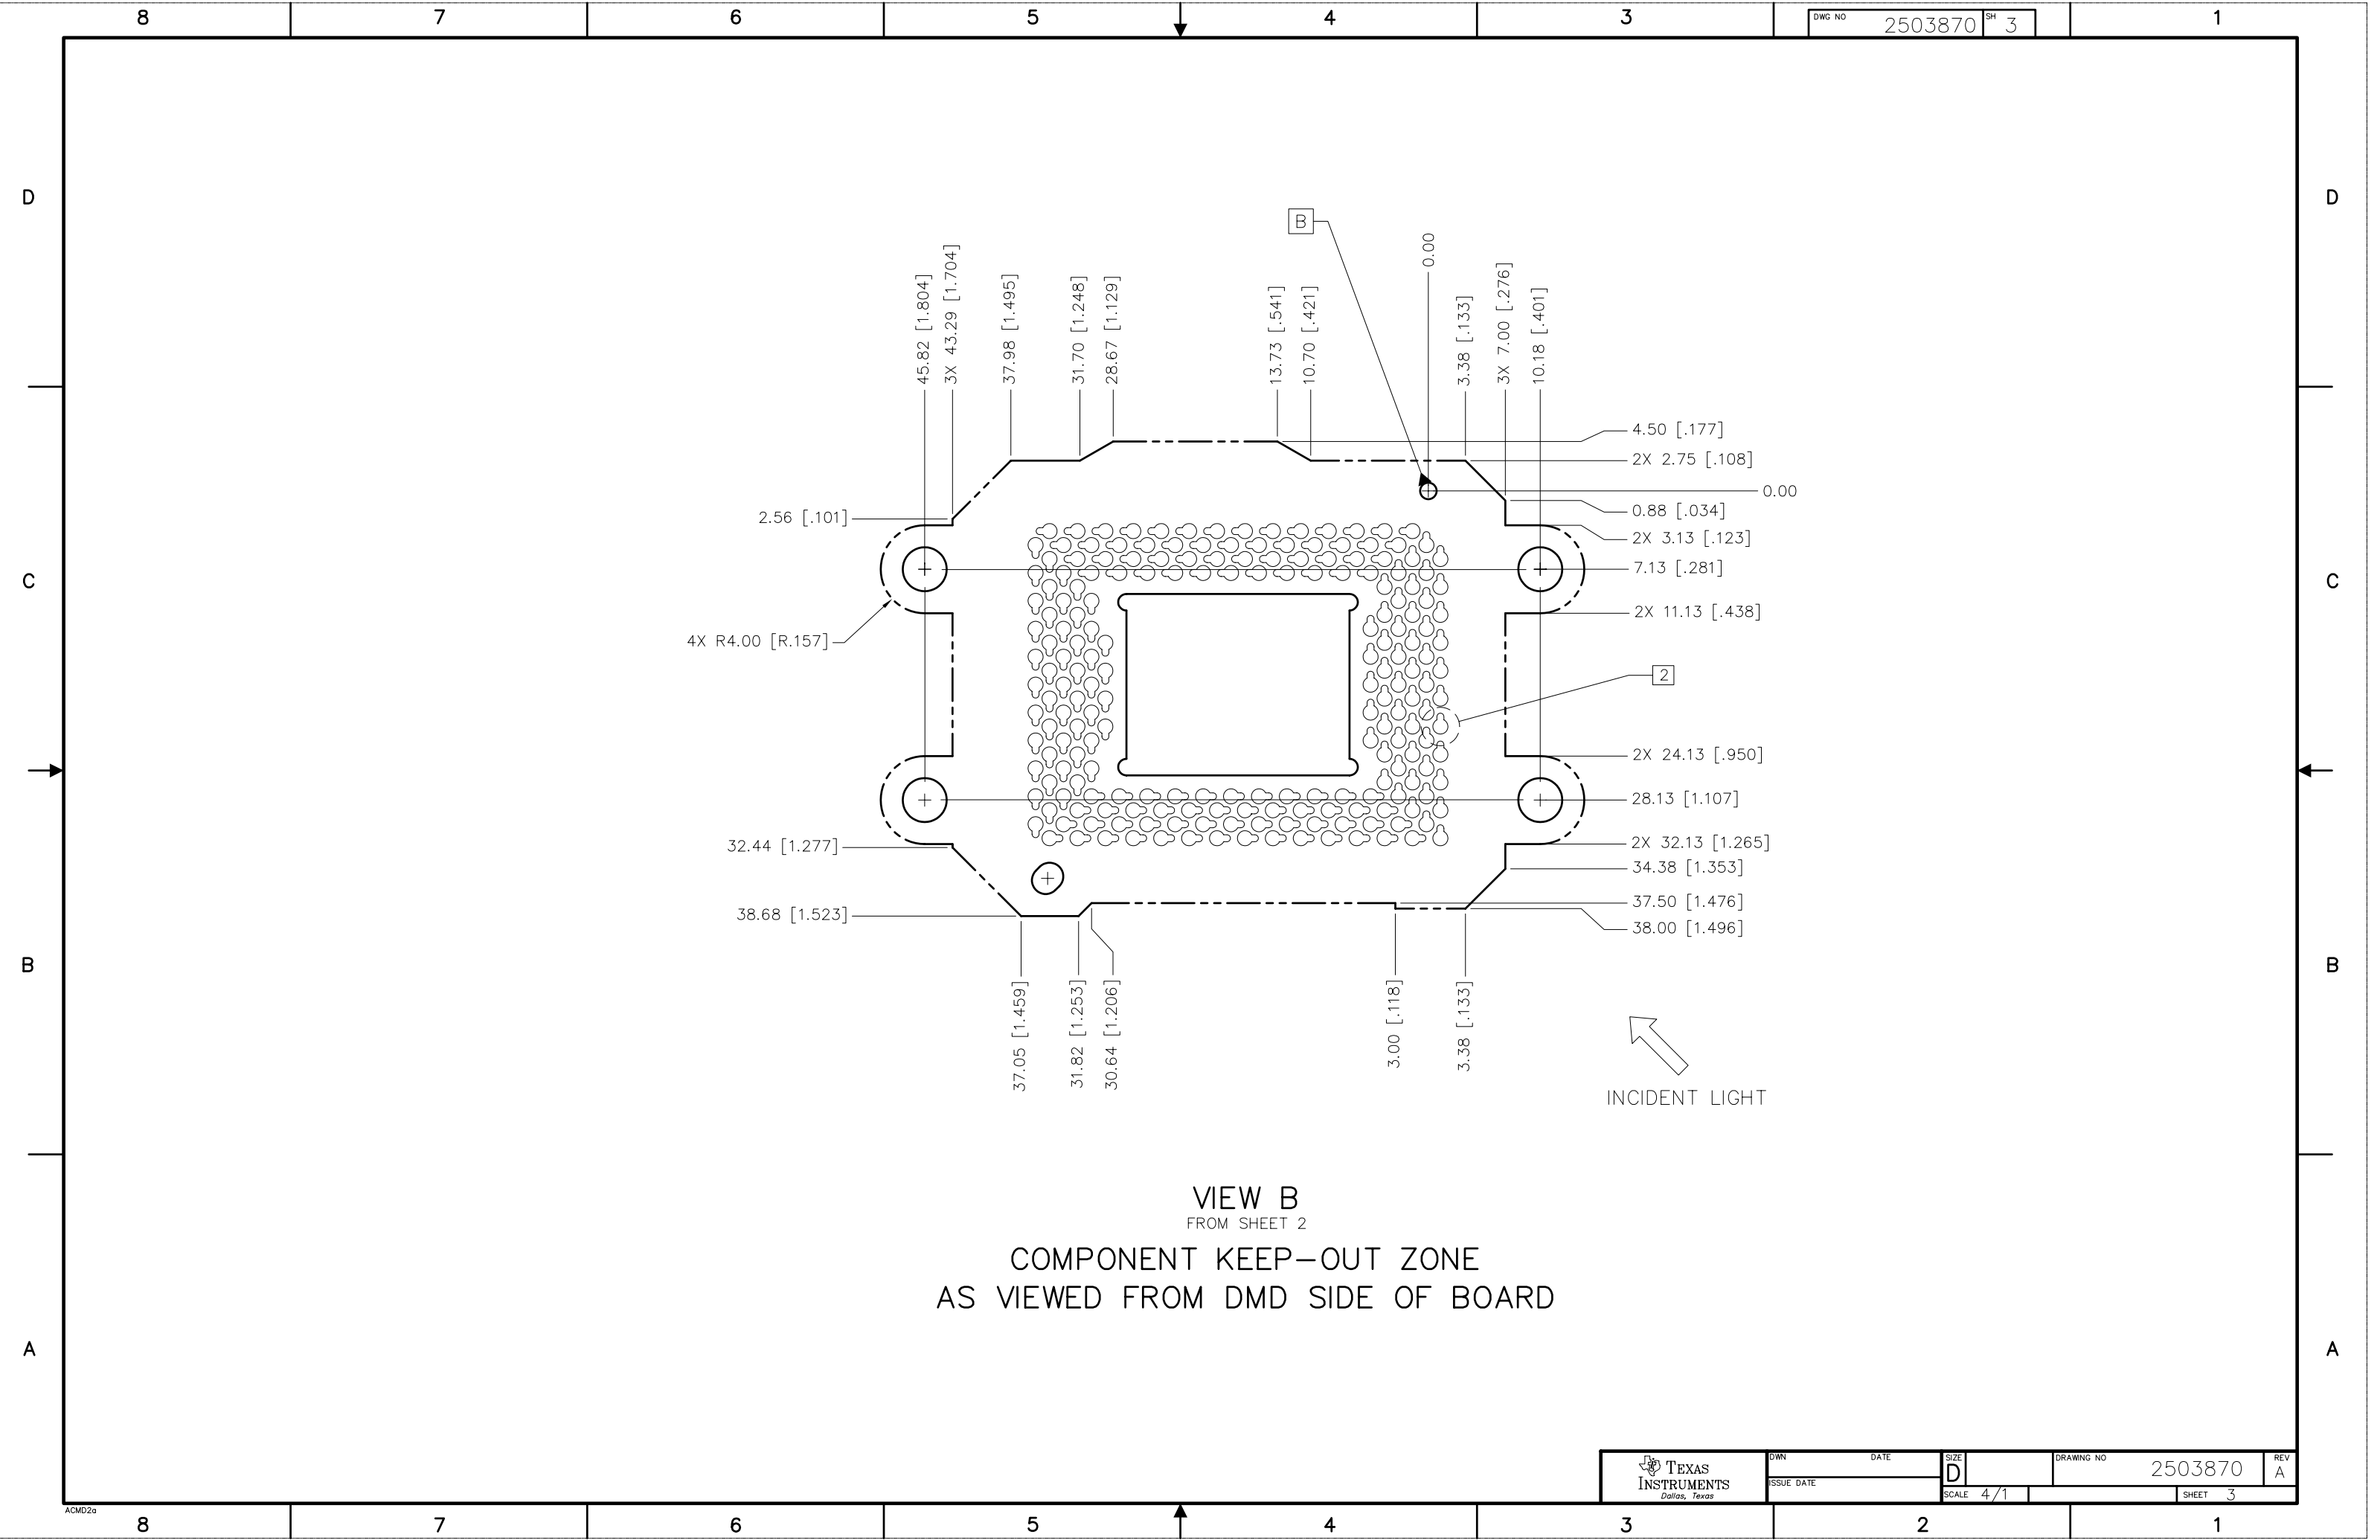 8 7 6 5 4 3 1
DWG NO 2503870 SH 3
D D
B
0.00
45.82 [1.804]
3X 43.29 [1.704]
37.98 [1.495]
31.70 [1.248]
28.67 [1.129]
13.73 [.541]
10.70 [.421]
3.38 [.133]
3X 7.00 [.276]
10.18 [.401]
4.50 [.177]
2X 2.75 [.108]
0.00
2.56 [.101]
0.88 [.034]
2X 3.13 [.123]
C 7.13 [.281] C
2X 11.13 [.438]
4X R4.00 [R.157]
2
2X 24.13 [.950]
28.13 [1.107]
32.44 [1.277]
2X 32.13 [1.265]
34.38 [1.353]
37.50 [1.476]
38.68 [1.523]
38.00 [1.496]
B B
37.05 [1.459]
31.82 [1.253]
30.64 [1.206]
3.00 [.118]
3.38 [.133]
INCIDENT LIGHT
VIEW B
FROM SHEET 2
COMPONENT KEEP-OUT ZONE
AS VIEWED FROM DMD SIDE OF BOARD
A A
TEXAS
INSTRUMENTS
Dallas, Texas
DWN DATE
ISSUE DATE
SIZE D
DRAWING NO 2503870
REV A
SCALE 4/1
SHEET 3
ACMD2a
8 7 6 5 4 3 2 1